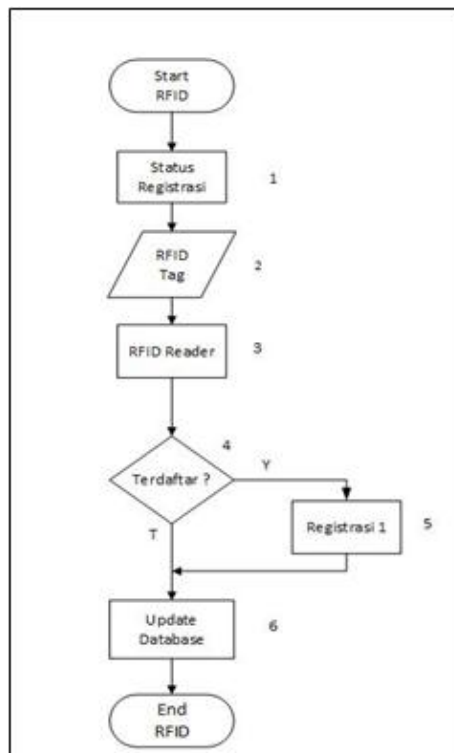 Start
RFID
Status
Registrasi
1
RFID
Tag
2
RFID Reader
3
4
Terdaftar ?
Y
T
Registrasi 1
5
Update
Database
6
End
RFID